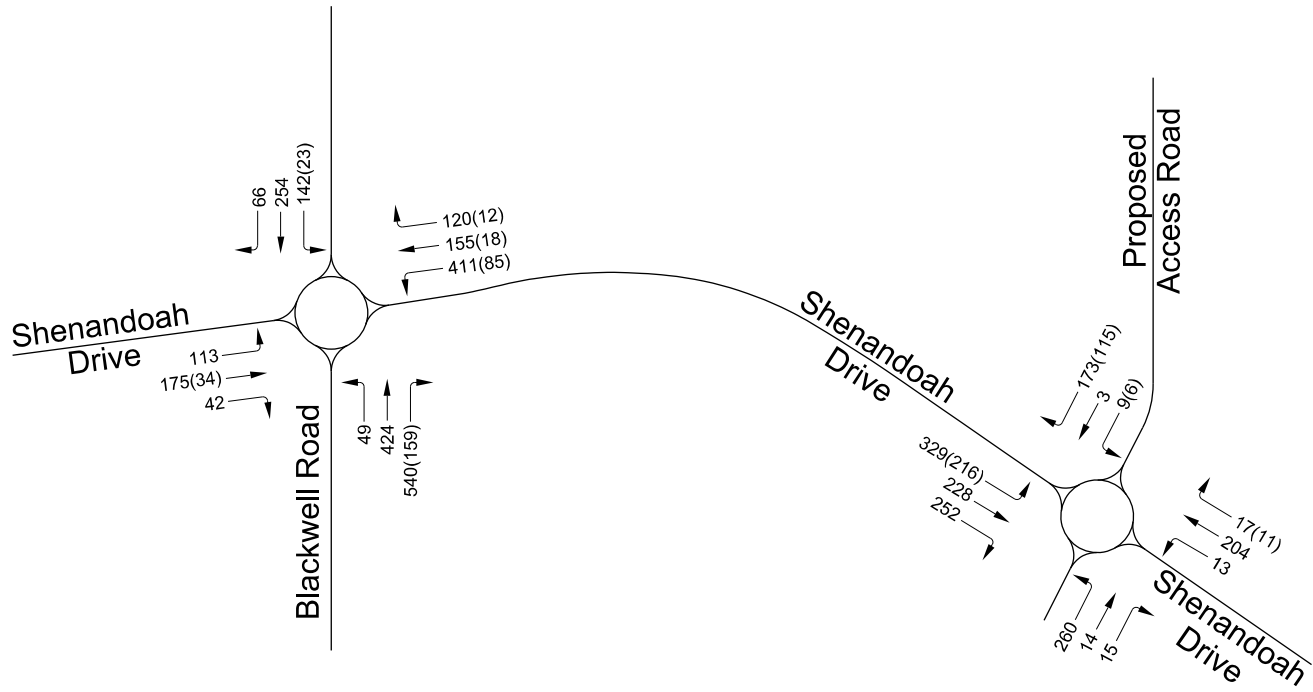 66
254
142(23)
120(12)
155(18)
411(85)
Shenandoah
Drive
113
175(34)
42
49
424
540(159)
Blackwell Road
Shenandoah
Drive
Proposed
Access Road
173(115)
3
9(6)
329(216)
228
252
17(11)
204
13
260
14
15
Shenandoah
Drive